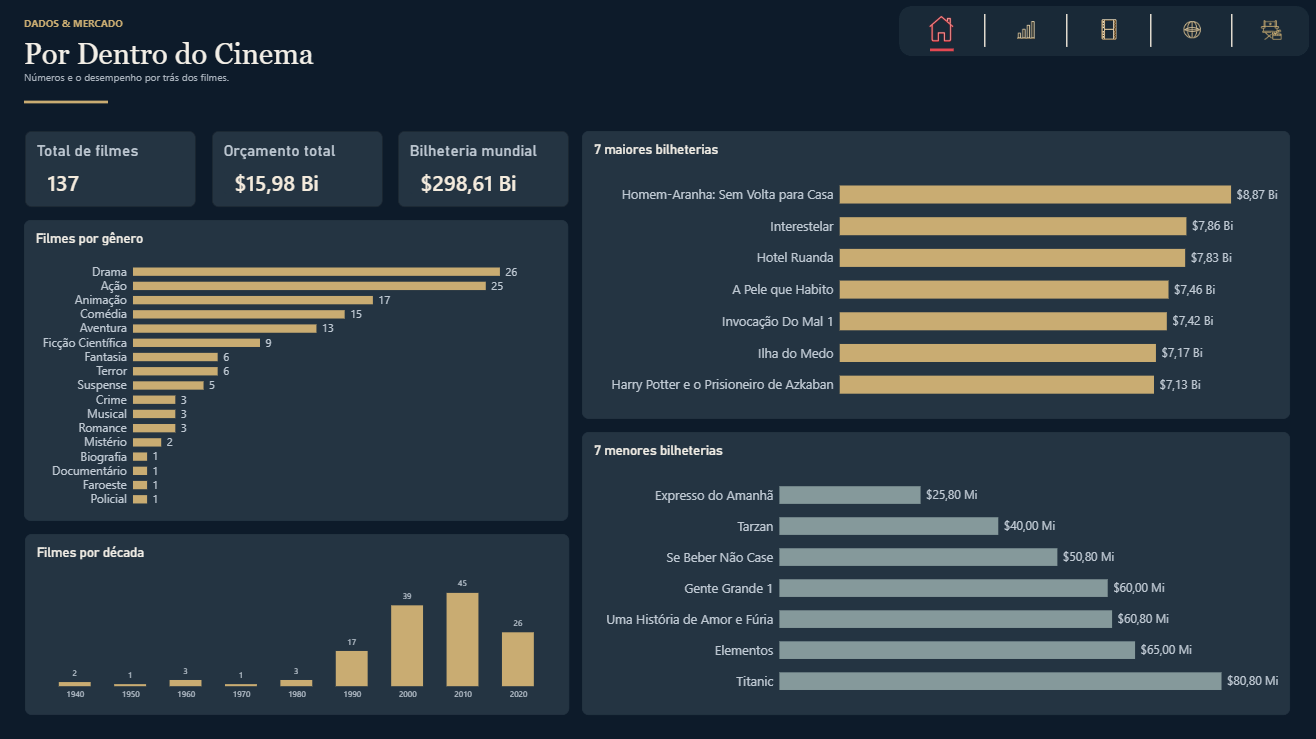 DADOS & MERCADO
Por Dentro do Cinema
Números e o desempenho por trás dos filmes.
Total de filmes
137
Orçamento total
$15,98 Bi
Bilheteria mundial
$298,61 Bi
Filmes por gênero
Drama 26
Ação 25
Animação 17
Comédia 15
Aventura 13
Ficção Científica 9
Fantasia 6
Terror 6
Suspense 5
Crime 3
Musical 3
Romance 3
Mistério 2
Biografia 1
Documentário 1
Faroeste 1
Policial 1
Filmes por década
2 1 3 1 3 17 39 45 26
1940 1950 1960 1970 1980 1990 2000 2010 2020
7 maiores bilheterias
Homem-Aranha: Sem Volta para Casa $8,87 Bi
Interestelar $7,86 Bi
Hotel Ruanda $7,83 Bi
A Pele que Habito $7,46 Bi
Invocação Do Mal 1 $7,42 Bi
Ilha do Medo $7,17 Bi
Harry Potter e o Prisioneiro de Azkaban $7,13 Bi
7 menores bilheterias
Expresso do Amanhã $25,80 Mi
Tarzan $40,00 Mi
Se Beber Não Case $50,80 Mi
Gente Grande 1 $60,00 Mi
Uma História de Amor e Fúria $60,80 Mi
Elementos $65,00 Mi
Titanic $80,80 Mi